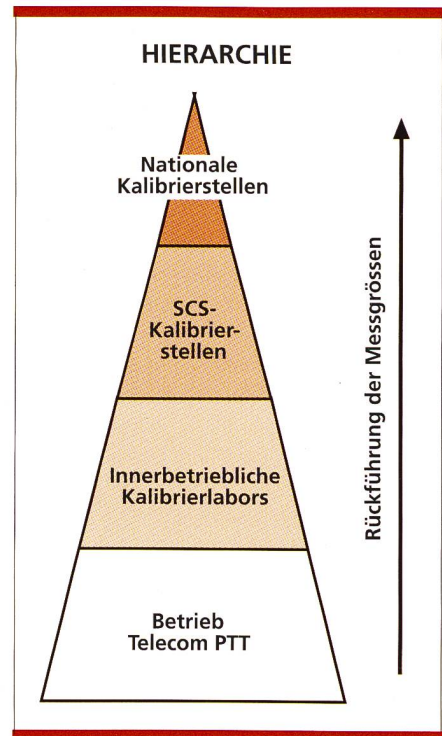 HIERARCHIE
Nationale
Kalibrierstellen
SCS-
Kalibrier-
stellen
Innerbetriebliche
Kalibrierlabors
Betrieb
Telecom PTT
Rückführung der Messgrössen